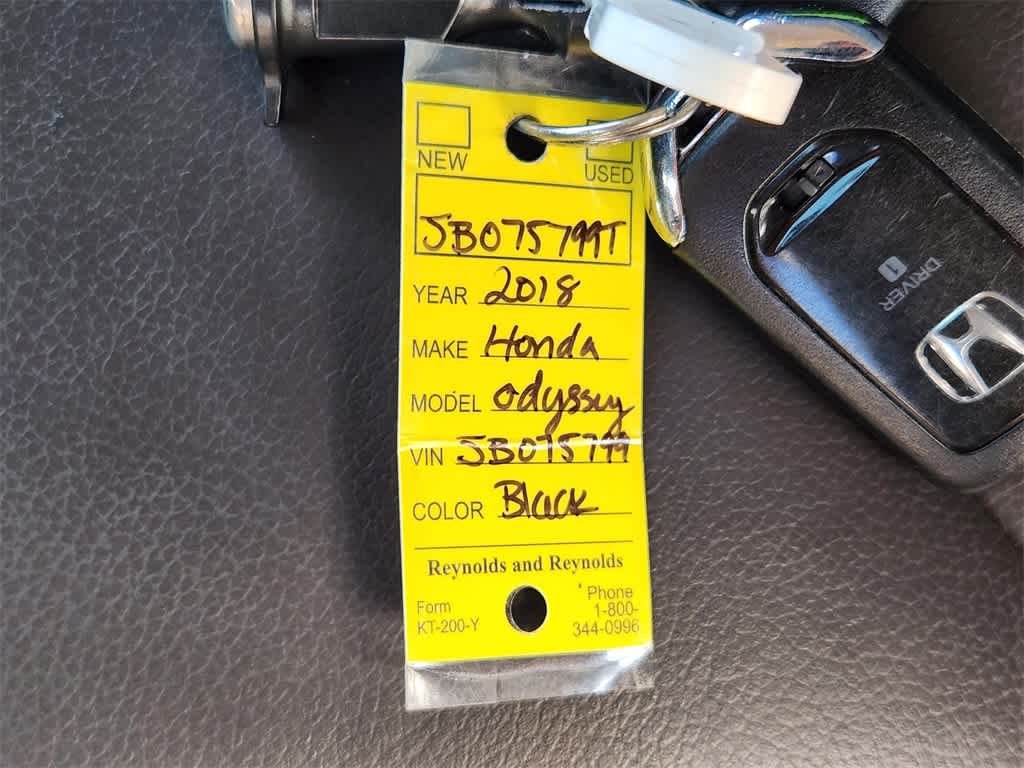 NEW USED
JB075799T
YEAR 2018
MAKE Honda
MODEL Odyssey
VIN JB075799
COLOR Black
Reynolds and Reynolds
Form
KT-200-Y
Phone
1-800-
344-0996
DRIVER 1